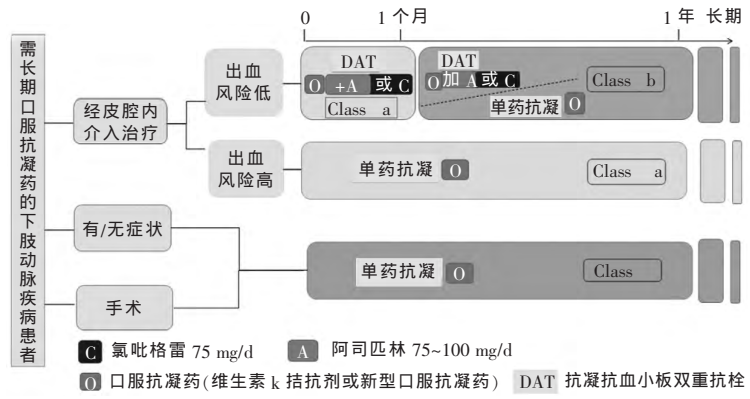 0 1个月 1年 长期
需长期口服抗凝药的下肢动脉疾病患者
经皮腔内介入治疗
出血风险低
DAT
O +A 或 C
Class a
DAT
O 加 A 或 C
单药抗凝 O
Class b
出血风险高
单药抗凝 O
Class a
有/无症状
手术
单药抗凝 O
Class
C 氯吡格雷 75 mg/d A 阿司匹林 75~100 mg/d
O 口服抗凝药(维生素 k 拮抗剂或新型口服抗凝药) DAT 抗凝抗血小板双重抗栓